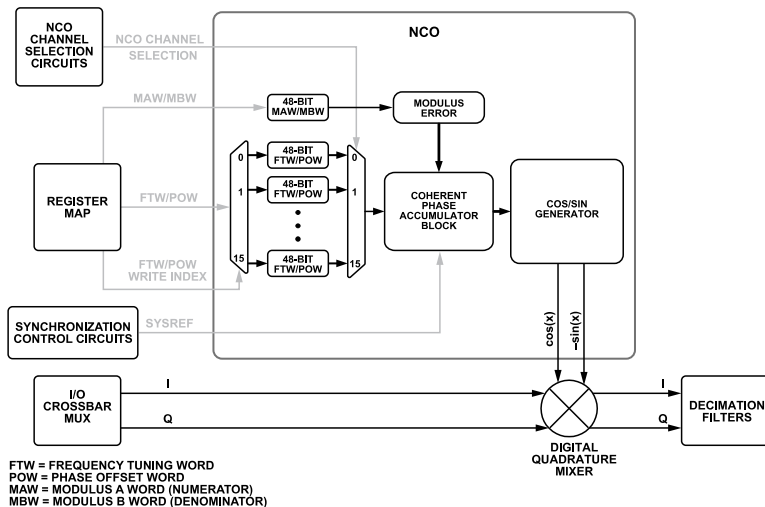 NCO
CHANNEL
SELECTION
CIRCUITS
NCO CHANNEL
SELECTION
NCO
MAW/MBW
48-BIT
MAW/MBW
MODULUS
ERROR
REGISTER
MAP
FTW/POW
0
1
15
48-BIT
FTW/POW
48-BIT
FTW/POW
48-BIT
FTW/POW
0
1
15
COHERENT
PHASE
ACCUMULATOR
BLOCK
COS/SIN
GENERATOR
FTW/POW
WRITE INDEX
SYNCHRONIZATION
CONTROL CIRCUITS
SYSREF
cos(x)
–sin(x)
I/O
CROSSBAR
MUX
I
Q
I
Q
DECIMATION
FILTERS
DIGITAL
QUADRATURE
MIXER
FTW = FREQUENCY TUNING WORD
POW = PHASE OFFSET WORD
MAW = MODULUS A WORD (NUMERATOR)
MBW = MODULUS B WORD (DENOMINATOR)